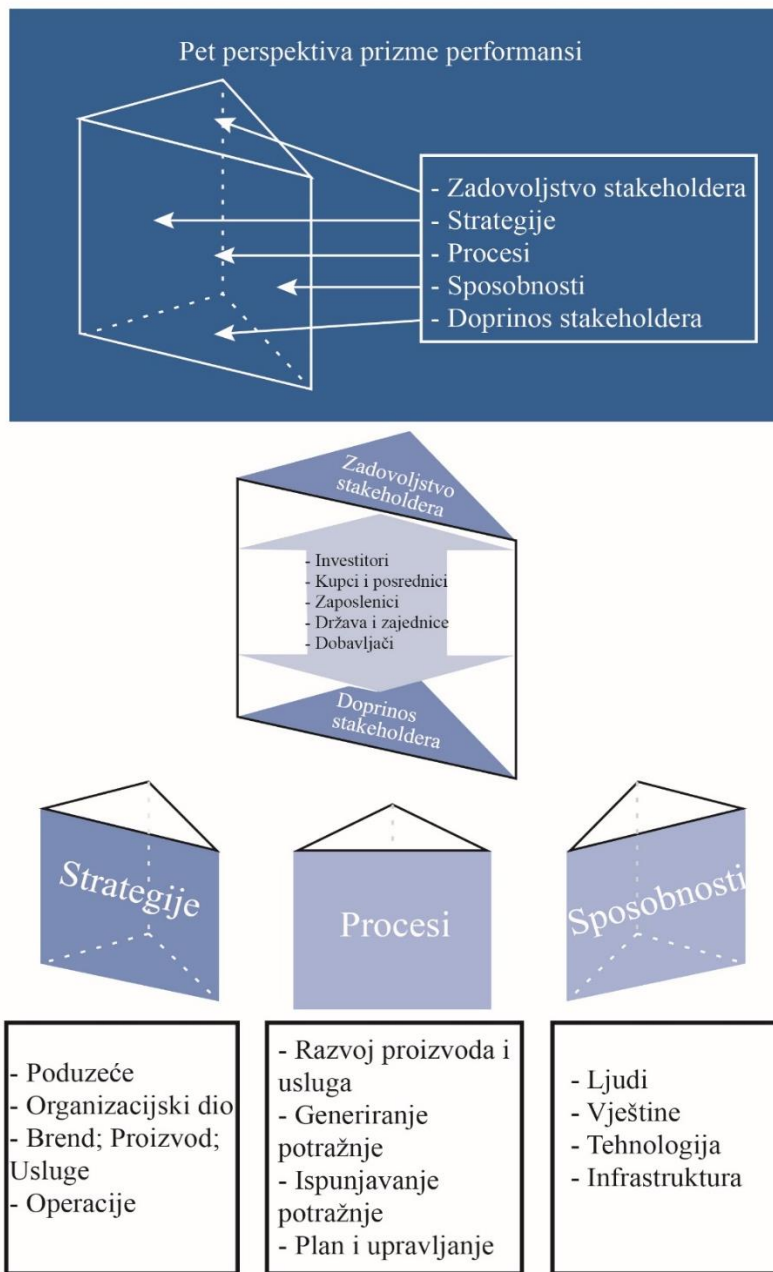 Pet perspektiva prizme performansi
- Zadovoljstvo stakeholdera
- Strategije
- Procesi
- Sposobnosti
- Doprinos stakeholdera
Zadovoljstvo
stakeholdera
- Investitori
- Kupci i posrednici
- Zaposlenici
- Država i zajednice
- Dobavljači
Doprinos
stakeholdera
Strategije
Procesi
Sposobnosti
- Poduzeće
- Organizacijski dio
- Brend; Proizvod;
Usluge
- Operacije
- Razvoj proizvoda i
usluga
- Generiranje
potražnje
- Ispunjavanje
potražnje
- Plan i upravljanje
- Ljudi
- Vještine
- Tehnologija
- Infrastruktura